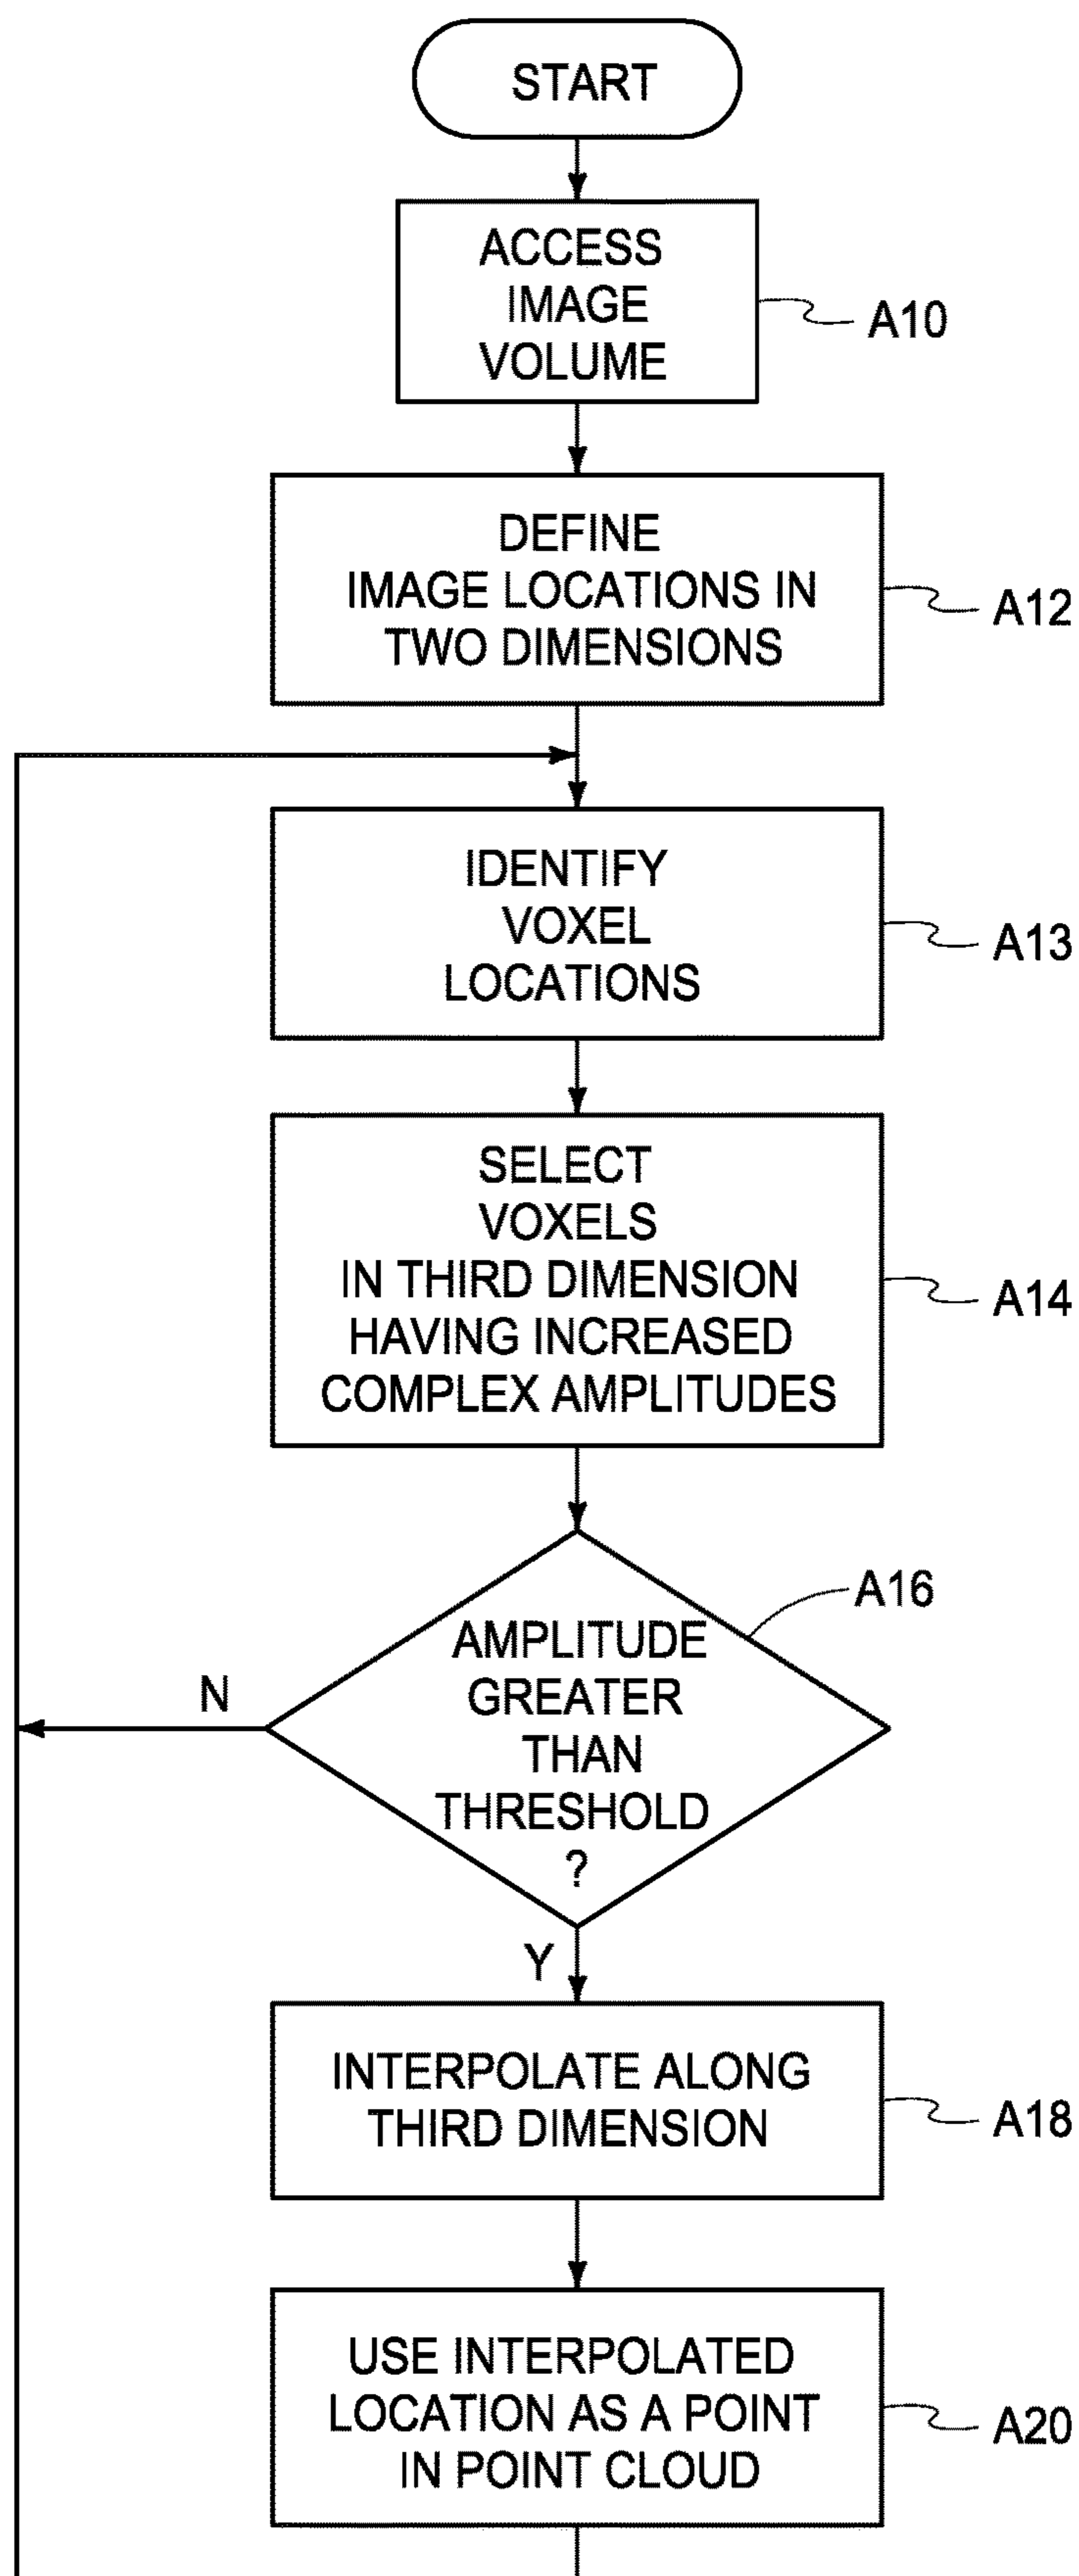 START
ACCESS
IMAGE
VOLUME
A10
DEFINE
IMAGE LOCATIONS IN
TWO DIMENSIONS
A12
IDENTIFY
VOXEL
LOCATIONS
A13
SELECT
VOXELS
IN THIRD DIMENSION
HAVING INCREASED
COMPLEX AMPLITUDES
A14
A16
AMPLITUDE
GREATER
THAN
THRESHOLD
?
N
Y
INTERPOLATE ALONG
THIRD DIMENSION
A18
USE INTERPOLATED
LOCATION AS A POINT
IN POINT CLOUD
A20